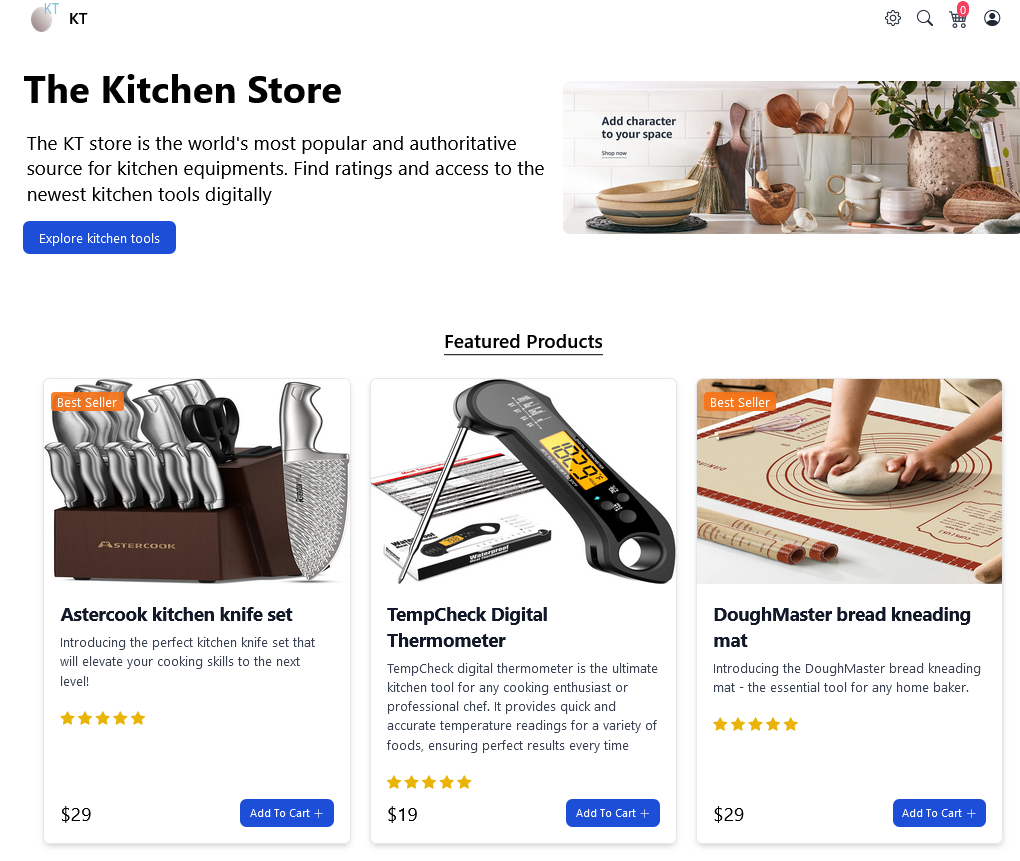 KT
KT
0
The Kitchen Store
The KT store is the world's most popular and authoritative
source for kitchen equipments. Find ratings and access to the
newest kitchen tools digitally
Explore kitchen tools
Add character
to your space
Shop now
Featured Products
Best Seller
ASTERCOOK
Astercook kitchen knife set
Introducing the perfect kitchen knife set that
will elevate your cooking skills to the next
level!
$29
Add To Cart +
182.9
Waterproof
TempCheck Digital
Thermometer
TempCheck digital thermometer is the ultimate
kitchen tool for any cooking enthusiast or
professional chef. It provides quick and
accurate temperature readings for a variety of
foods, ensuring perfect results every time
$19
Add To Cart +
Best Seller
DoughMaster bread kneading
mat
Introducing the DoughMaster bread kneading
mat - the essential tool for any home baker.
$29
Add To Cart +